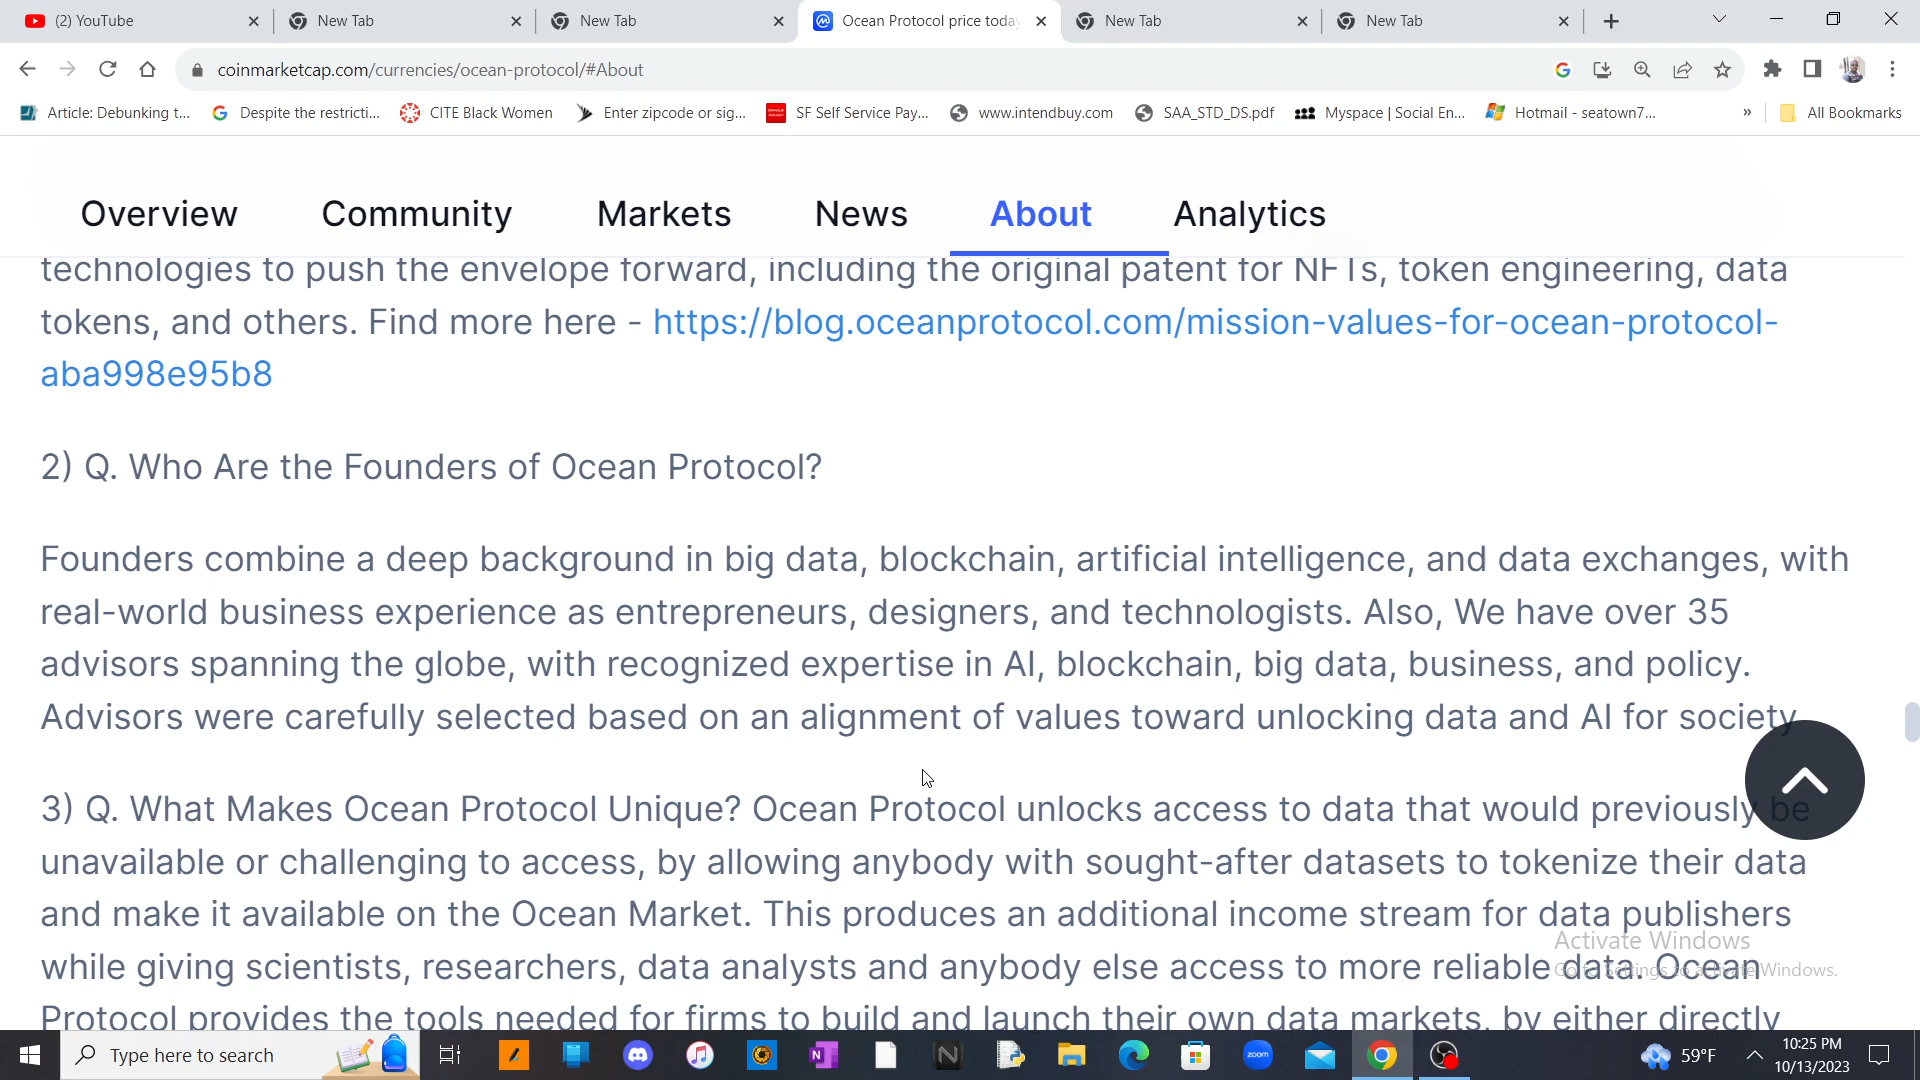 (2) YouTube
New Tab
New Tab
Ocean Protocol price today
New Tab
New Tab
coinmarketcap.com/currencies/ocean-protocol/#About
Article: Debunking t...
Despite the restricti...
CITE Black Women
Enter zipcode or sig...
SF Self Service Pay...
www.intendbuy.com
SAA_STD_DS.pdf
Myspace | Social En...
Hotmail - seatown7...
»
All Bookmarks
Overview
Community
Markets
News
About
Analytics
technologies to push the envelope forward, including the original patent for NFTs, token engineering, data
tokens, and others. Find more here - https://blog.oceanprotocol.com/mission-values-for-ocean-protocol-
aba998e95b8
2) Q. Who Are the Founders of Ocean Protocol?
Founders combine a deep background in big data, blockchain, artificial intelligence, and data exchanges, with
real-world business experience as entrepreneurs, designers, and technologists. Also, We have over 35
advisors spanning the globe, with recognized expertise in AI, blockchain, big data, business, and policy.
Advisors were carefully selected based on an alignment of values toward unlocking data and AI for society
3) Q. What Makes Ocean Protocol Unique? Ocean Protocol unlocks access to data that would previously be
unavailable or challenging to access, by allowing anybody with sought-after datasets to tokenize their data
and make it available on the Ocean Market. This produces an additional income stream for data publishers
while giving scientists, researchers, data analysts and anybody else access to more reliable data. Ocean
Protocol provides the tools needed for firms to build and launch their own data markets, by either directly
Activate Windows
Go to Settings to activate Windows.
Type here to search
zoom
59°F
10:25 PM
10/13/2023